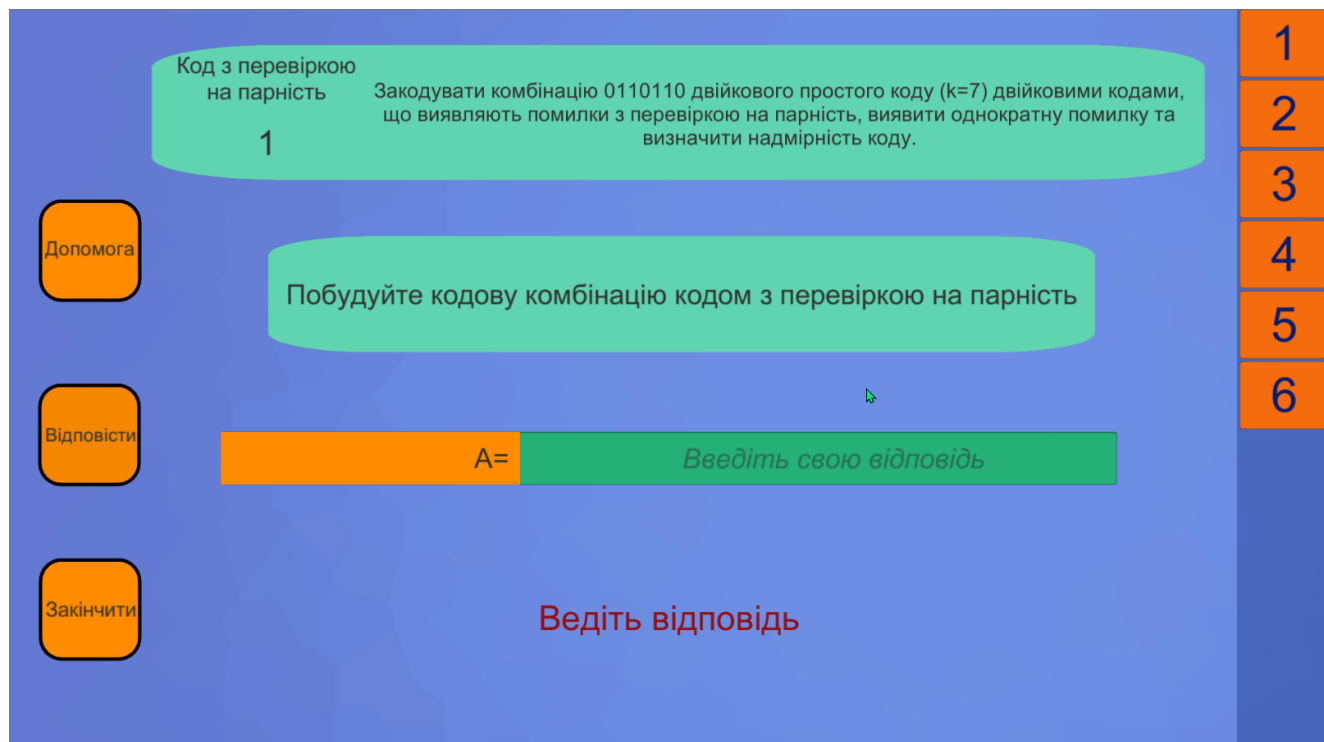 Код з перевіркою
на парність
1
Закодувати комбінацію 0110110 двійкового простого коду (k=7) двійковими кодами,
що виявляють помилки з перевіркою на парність, виявити однократну помилку та
визначити надмірність коду.
1
2
3
4
5
6
Допомога
Побудуйте кодову комбінацію кодом з перевіркою на парність
Відповісти
А=
Введіть свою відповідь
Закінчити
Ведіть відповідь